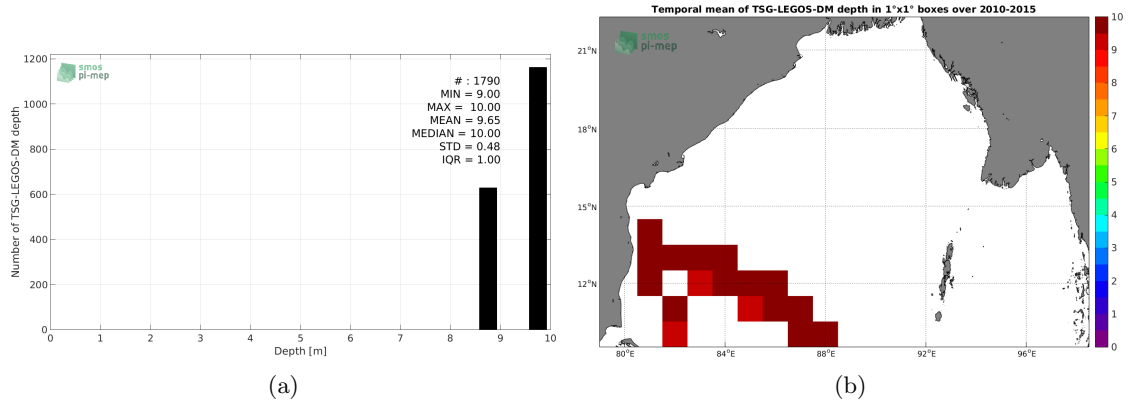 smos
pi-mep
# : 1790
MIN = 9.00
MAX = 10.00
MEAN = 9.65
MEDIAN = 10.00
STD = 0.48
IQR = 1.00
Number of TSG-LEGOS-DM depth
1200
1000
800
600
400
200
0
0 1 2 3 4 5 6 7 8 9 10
Depth [m]
(a)
Temporal mean of TSG-LEGOS-DM depth in 1°x1° boxes over 2010-2015
smos
pi-mep
21°N
18°N
15°N
12°N
80°E 84°E 88°E 92°E 96°E
10
9
8
7
6
5
4
3
2
1
0
(b)